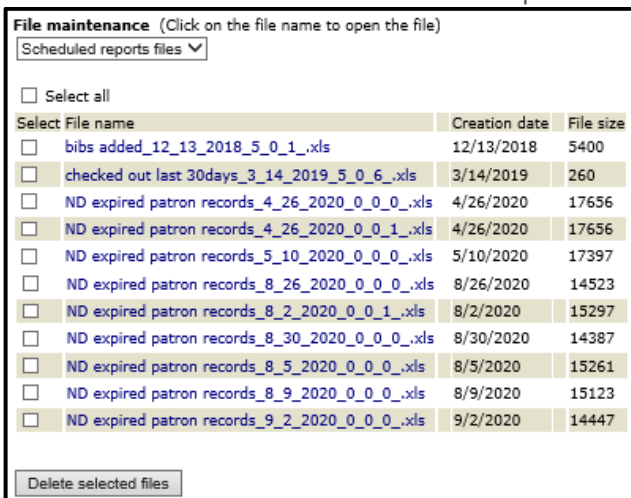 File maintenance (Click on the file name to open the file)
Scheduled reports files
Select all
Select File name Creation date File size
bibs added_12_13_2018_5_0_1_.xls 12/13/2018 5400
checked out last 30days_3_14_2019_5_0_6_.xls 3/14/2019 260
ND expired patron records_4_26_2020_0_0_0_.xls 4/26/2020 17656
ND expired patron records_4_26_2020_0_0_1_.xls 4/26/2020 17656
ND expired patron records_5_10_2020_0_0_0_.xls 5/10/2020 17397
ND expired patron records_8_26_2020_0_0_0_.xls 8/26/2020 14523
ND expired patron records_8_2_2020_0_0_1_.xls 8/2/2020 15297
ND expired patron records_8_30_2020_0_0_0_.xls 8/30/2020 14387
ND expired patron records_8_5_2020_0_0_0_.xls 8/5/2020 15261
ND expired patron records_8_9_2020_0_0_0_.xls 8/9/2020 15123
ND expired patron records_9_2_2020_0_0_0_.xls 9/2/2020 14447
Delete selected files